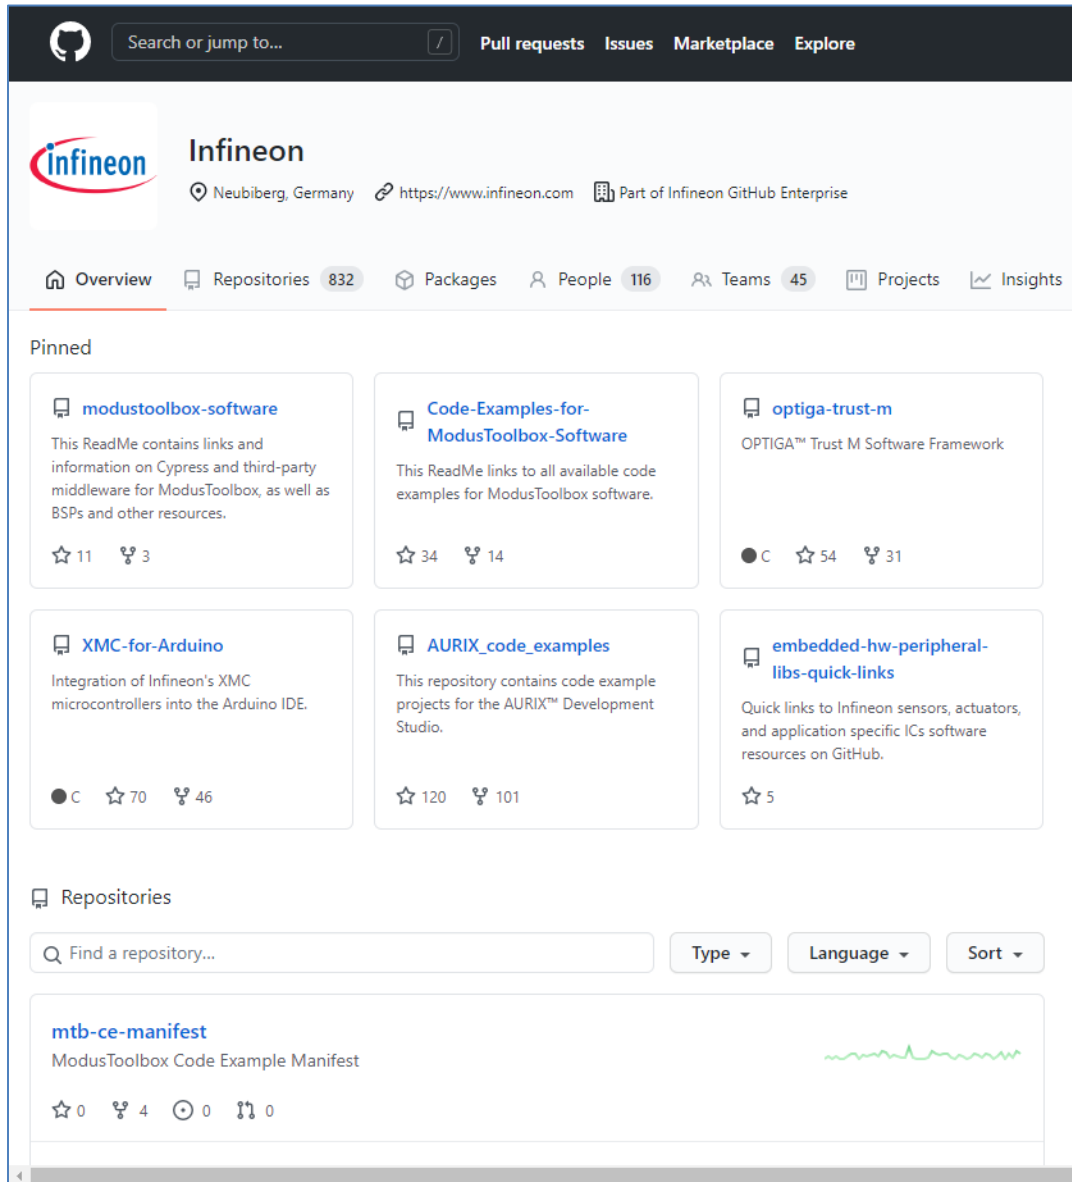 Search or jump to... / Pull requests Issues Marketplace Explore
infineon
Infineon
Neubiberg, Germany https://www.infineon.com Part of Infineon GitHub Enterprise
Overview Repositories 832 Packages People 116 Teams 45 Projects Insights
Pinned
modustoolbox-software
This ReadMe contains links and
information on Cypress and third-party
middleware for ModusToolbox, as well as
BSPs and other resources.
11 3
Code-Examples-for-
ModusToolbox-Software
This ReadMe links to all available code
examples for ModusToolbox software.
34 14
optiga-trust-m
OPTIGA™ Trust M Software Framework
C 54 31
XMC-for-Arduino
Integration of Infineon's XMC
microcontrollers into the Arduino IDE.
C 70 46
AURIX_code_examples
This repository contains code example
projects for the AURIX™ Development
Studio.
120 101
embedded-hw-peripheral-
libs-quick-links
Quick links to Infineon sensors, actuators,
and application specific ICs software
resources on GitHub.
5
Repositories
Find a repository... Type Language Sort
mtb-ce-manifest
ModusToolbox Code Example Manifest
0 4 0 0